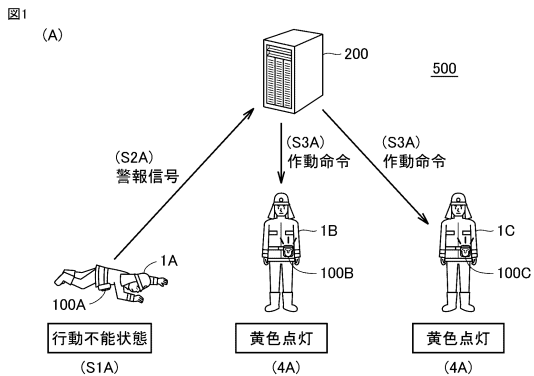 図1
(A)
200
500
(S2A)
警報信号
(S3A)
作動命令
(S3A)
作動命令
1A
1B
1C
100A
100B
100C
行動不能状態
黄色点灯
黄色点灯
(S1A)
(4A)
(4A)